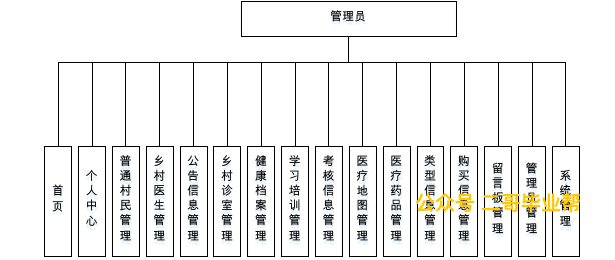 管理员
首页
个人中心
普通村民管理
乡村医生管理
公告信息管理
乡村诊室管理
健康档案管理
学习培训管理
考核信息管理
医疗地图管理
医疗药品管理
类型信息管理
购买信息管理
留言板管理
管理员管理
系统管理
公众号 二哥毕业帮